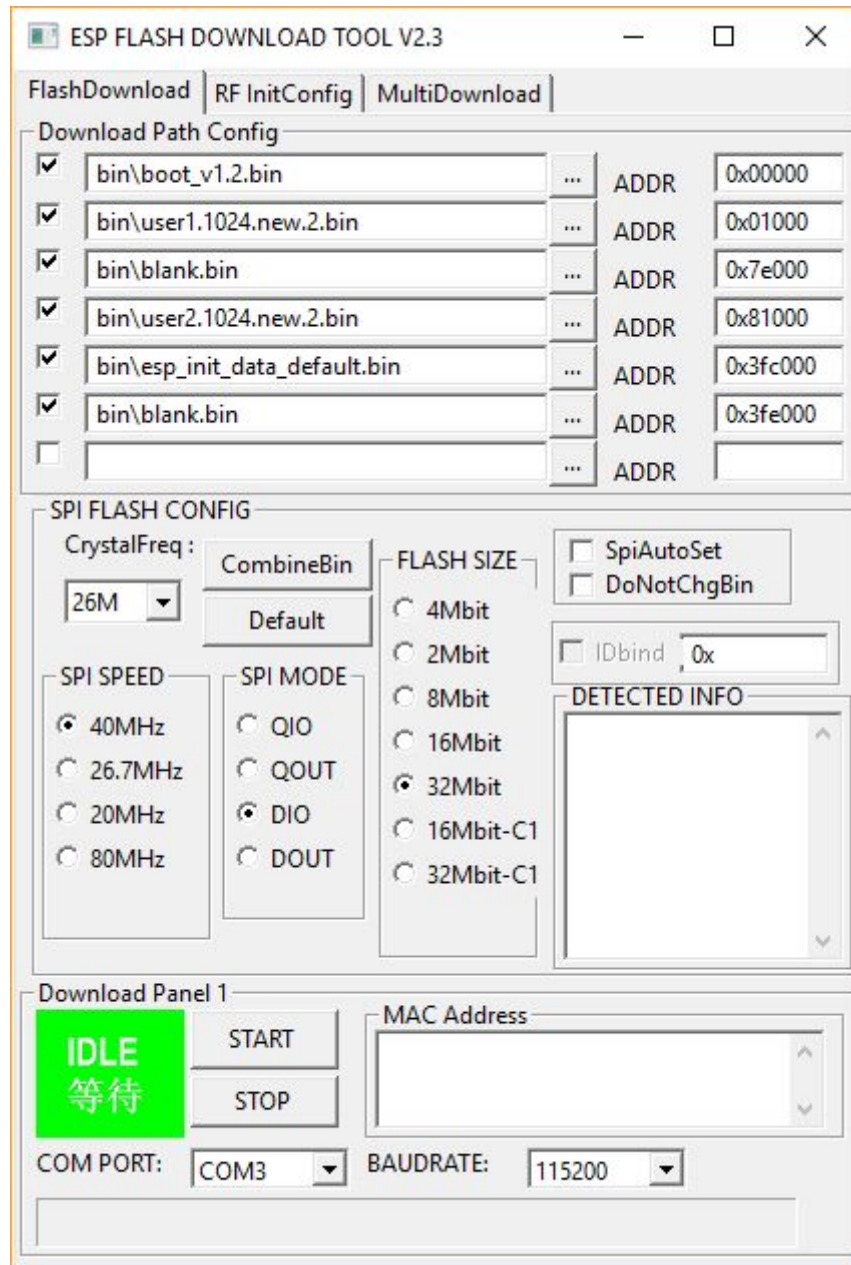 ESP FLASH DOWNLOAD TOOL V2.3
FlashDownload RF InitConfig MultiDownload
Download Path Config
bin\boot_v1.2.bin ... ADDR 0x00000
bin\user1.1024.new.2.bin ... ADDR 0x01000
bin\blank.bin ... ADDR 0x7e000
bin\user2.1024.new.2.bin ... ADDR 0x81000
bin\esp_init_data_default.bin ... ADDR 0x3fc000
bin\blank.bin ... ADDR 0x3fe000
... ADDR
SPI FLASH CONFIG
CrystalFreq :
26M
CombineBin
Default
SPI SPEED
40MHz
26.7MHz
20MHz
80MHz
SPI MODE
QIO
QOUT
DIO
DOUT
FLASH SIZE
4Mbit
2Mbit
8Mbit
16Mbit
32Mbit
16Mbit-C1
32Mbit-C1
SpiAutoSet
DoNotChgBin
IDbind 0x
DETECTED INFO
Download Panel 1
IDLE
等待
START
STOP
MAC Address
COM PORT: COM3 BAUDRATE: 115200